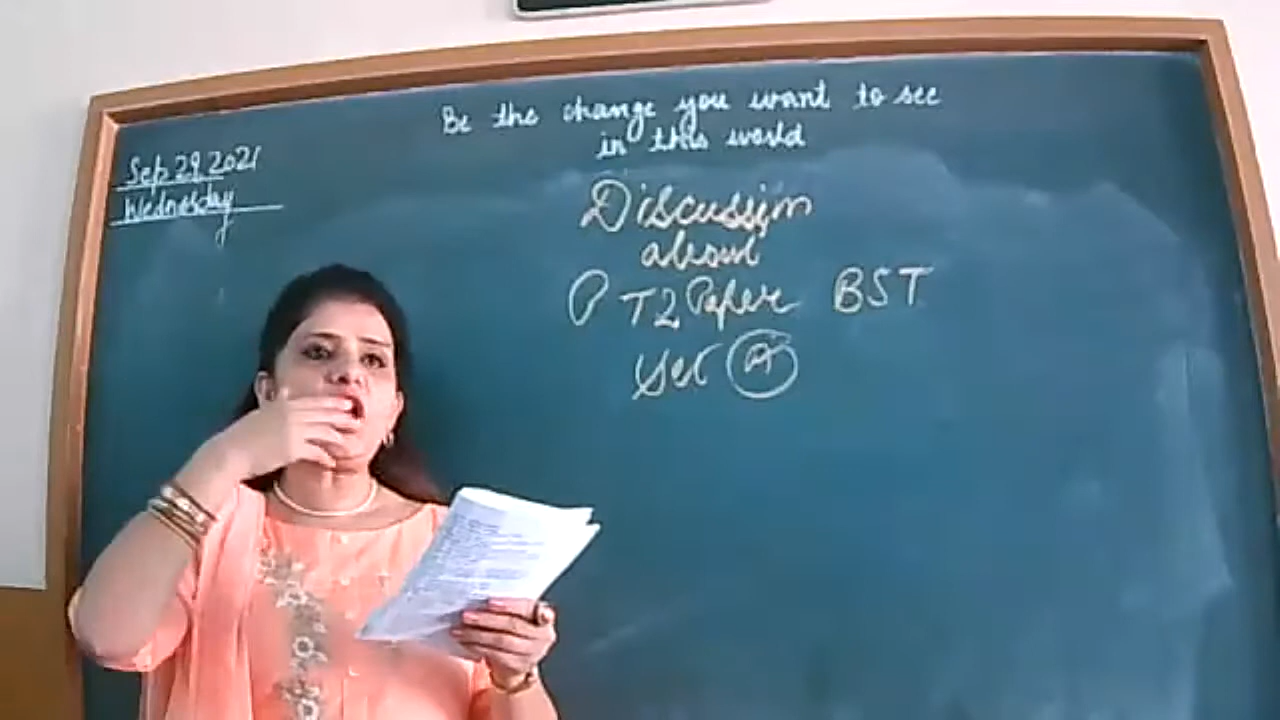 Be the change you want to see
in this world
Sep 29, 2021
Wednesday
Discussion
about
PT2 Paper BST
Set A